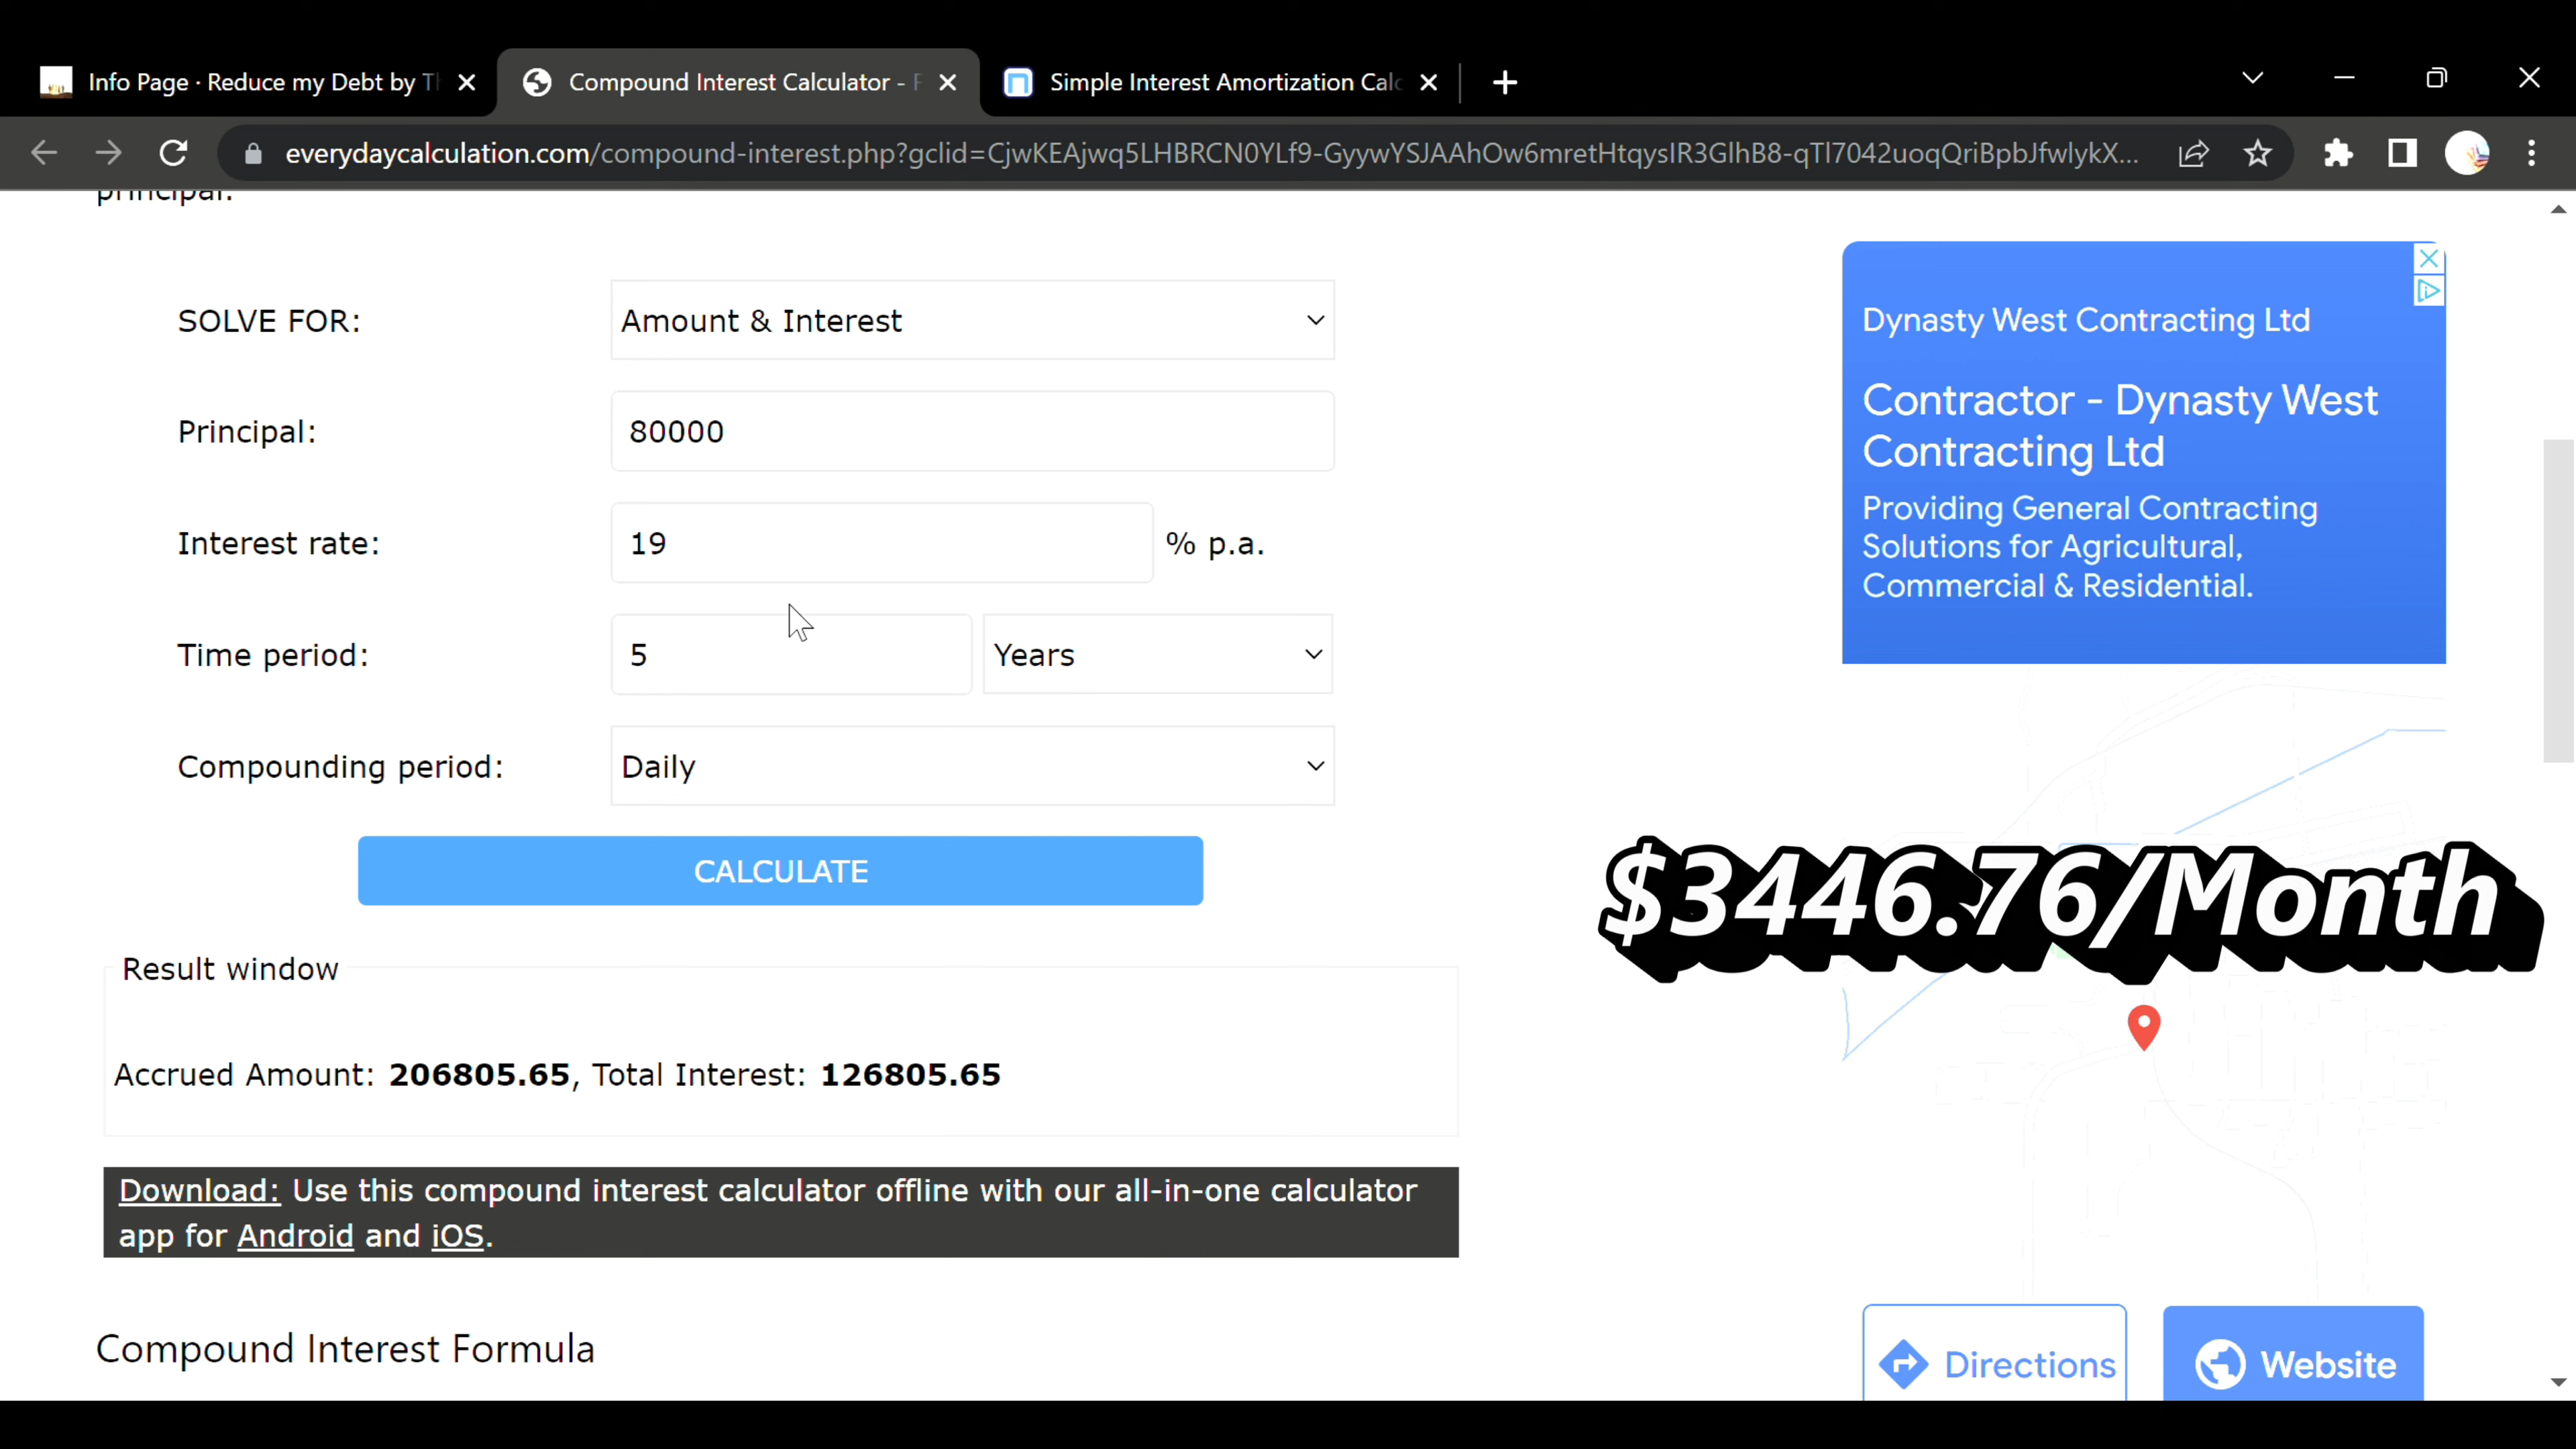 Info Page · Reduce my Debt by Th
Compound Interest Calculator -
Simple Interest Amortization Calc
everydaycalculation.com/compound-interest.php?gclid=CjwKEAjwq5LHBRCN0YLf9-GyywYSJAAhOw6mretHtqysIR3GlhB8-qTl7042uoqQriBpbJfwlykX...
principal.
SOLVE FOR:
Amount & Interest
Principal:
80000
Interest rate:
19
% p.a.
Time period:
5
Years
Compounding period:
Daily
CALCULATE
Result window
Accrued Amount: 206805.65, Total Interest: 126805.65
Download: Use this compound interest calculator offline with our all-in-one calculator
app for Android and iOS.
Compound Interest Formula
Dynasty West Contracting Ltd
Contractor - Dynasty West
Contracting Ltd
Providing General Contracting
Solutions for Agricultural,
Commercial & Residential.
$3446.76/Month
Directions
Website